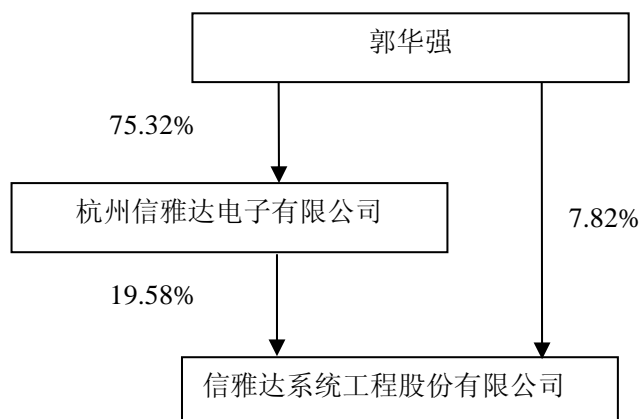 郭华强
75.32%
杭州信雅达电子有限公司
7.82%
19.58%
信雅达系统工程股份有限公司